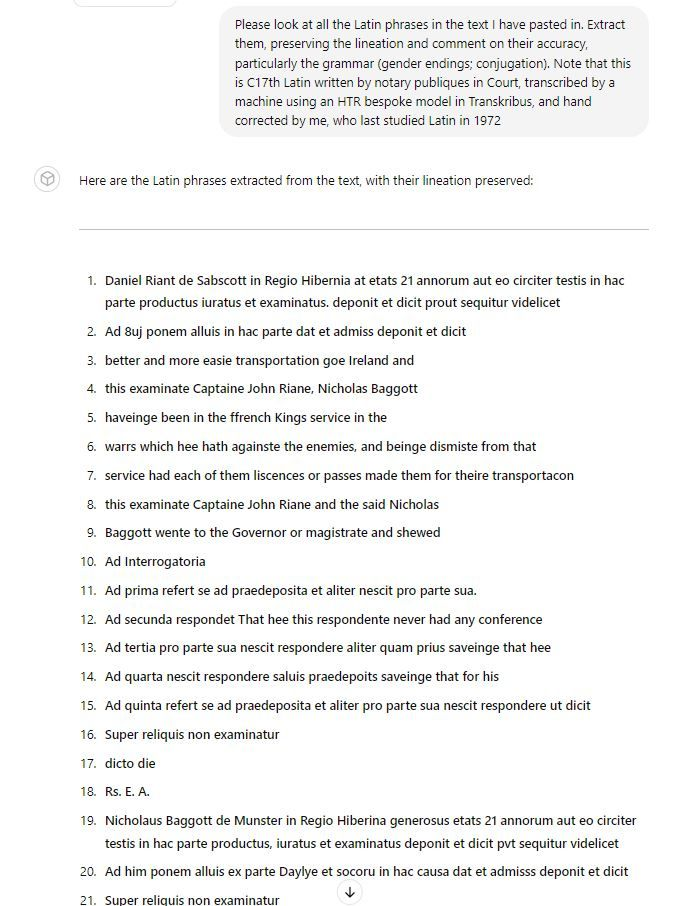 Please look at all the Latin phrases in the text I have pasted in. Extract
them, preserving the lineation and comment on their accuracy,
particularly the grammar (gender endings; conjugation). Note that this
is C17th Latin written by notary publiques in Court, transcribed by a
machine using an HTR bespoke model in Transkribus, and hand
corrected by me, who last studied Latin in 1972
Here are the Latin phrases extracted from the text, with their lineation preserved:
1. Daniel Riant de Sabscott in Regio Hibernia at etats 21 annorum aut eo circiter testis in hac
parte productus iuratus et examinatus. deponit et dicit prout sequitur videlicet
2. Ad 8uj ponem alluis in hac parte dat et admiss deponit et dicit
3. better and more easie transportation goe Ireland and
4. this examinate Captaine John Riane, Nicholas Baggott
5. haveinge been in the ffrench Kings service in the
6. warrs which hee hath againste the enemies, and beinge dismiste from that
7. service had each of them liscences or passes made them for theire transportacon
8. this examinate Captaine John Riane and the said Nicholas
9. Baggott wente to the Governor or magistrate and shewed
10. Ad Interrogatoria
11. Ad prima refert se ad praedeposita et aliter nescit pro parte sua.
12. Ad secunda respondet That hee this respondente never had any conference
13. Ad tertia pro parte sua nescit respondere aliter quam prius saveinge that hee
14. Ad quarta nescit respondere saluis praedepoits saveinge that for his
15. Ad quinta refert se ad praedeposita et aliter pro parte sua nescit respondere ut dicit
16. Super reliquis non examinatur
17. dicto die
18. Rs. E. A.
19. Nicholaus Baggott de Munster in Regio Hiberina generosus etats 21 annorum aut eo circiter
testis in hac parte productus, iuratus et examinatus deponit et dicit pvt sequitur videlicet
20. Ad him ponem alluis ex parte Daylye et socoru in hac causa dat et admisss deponit et dicit
21. Super reliquis non examinatur